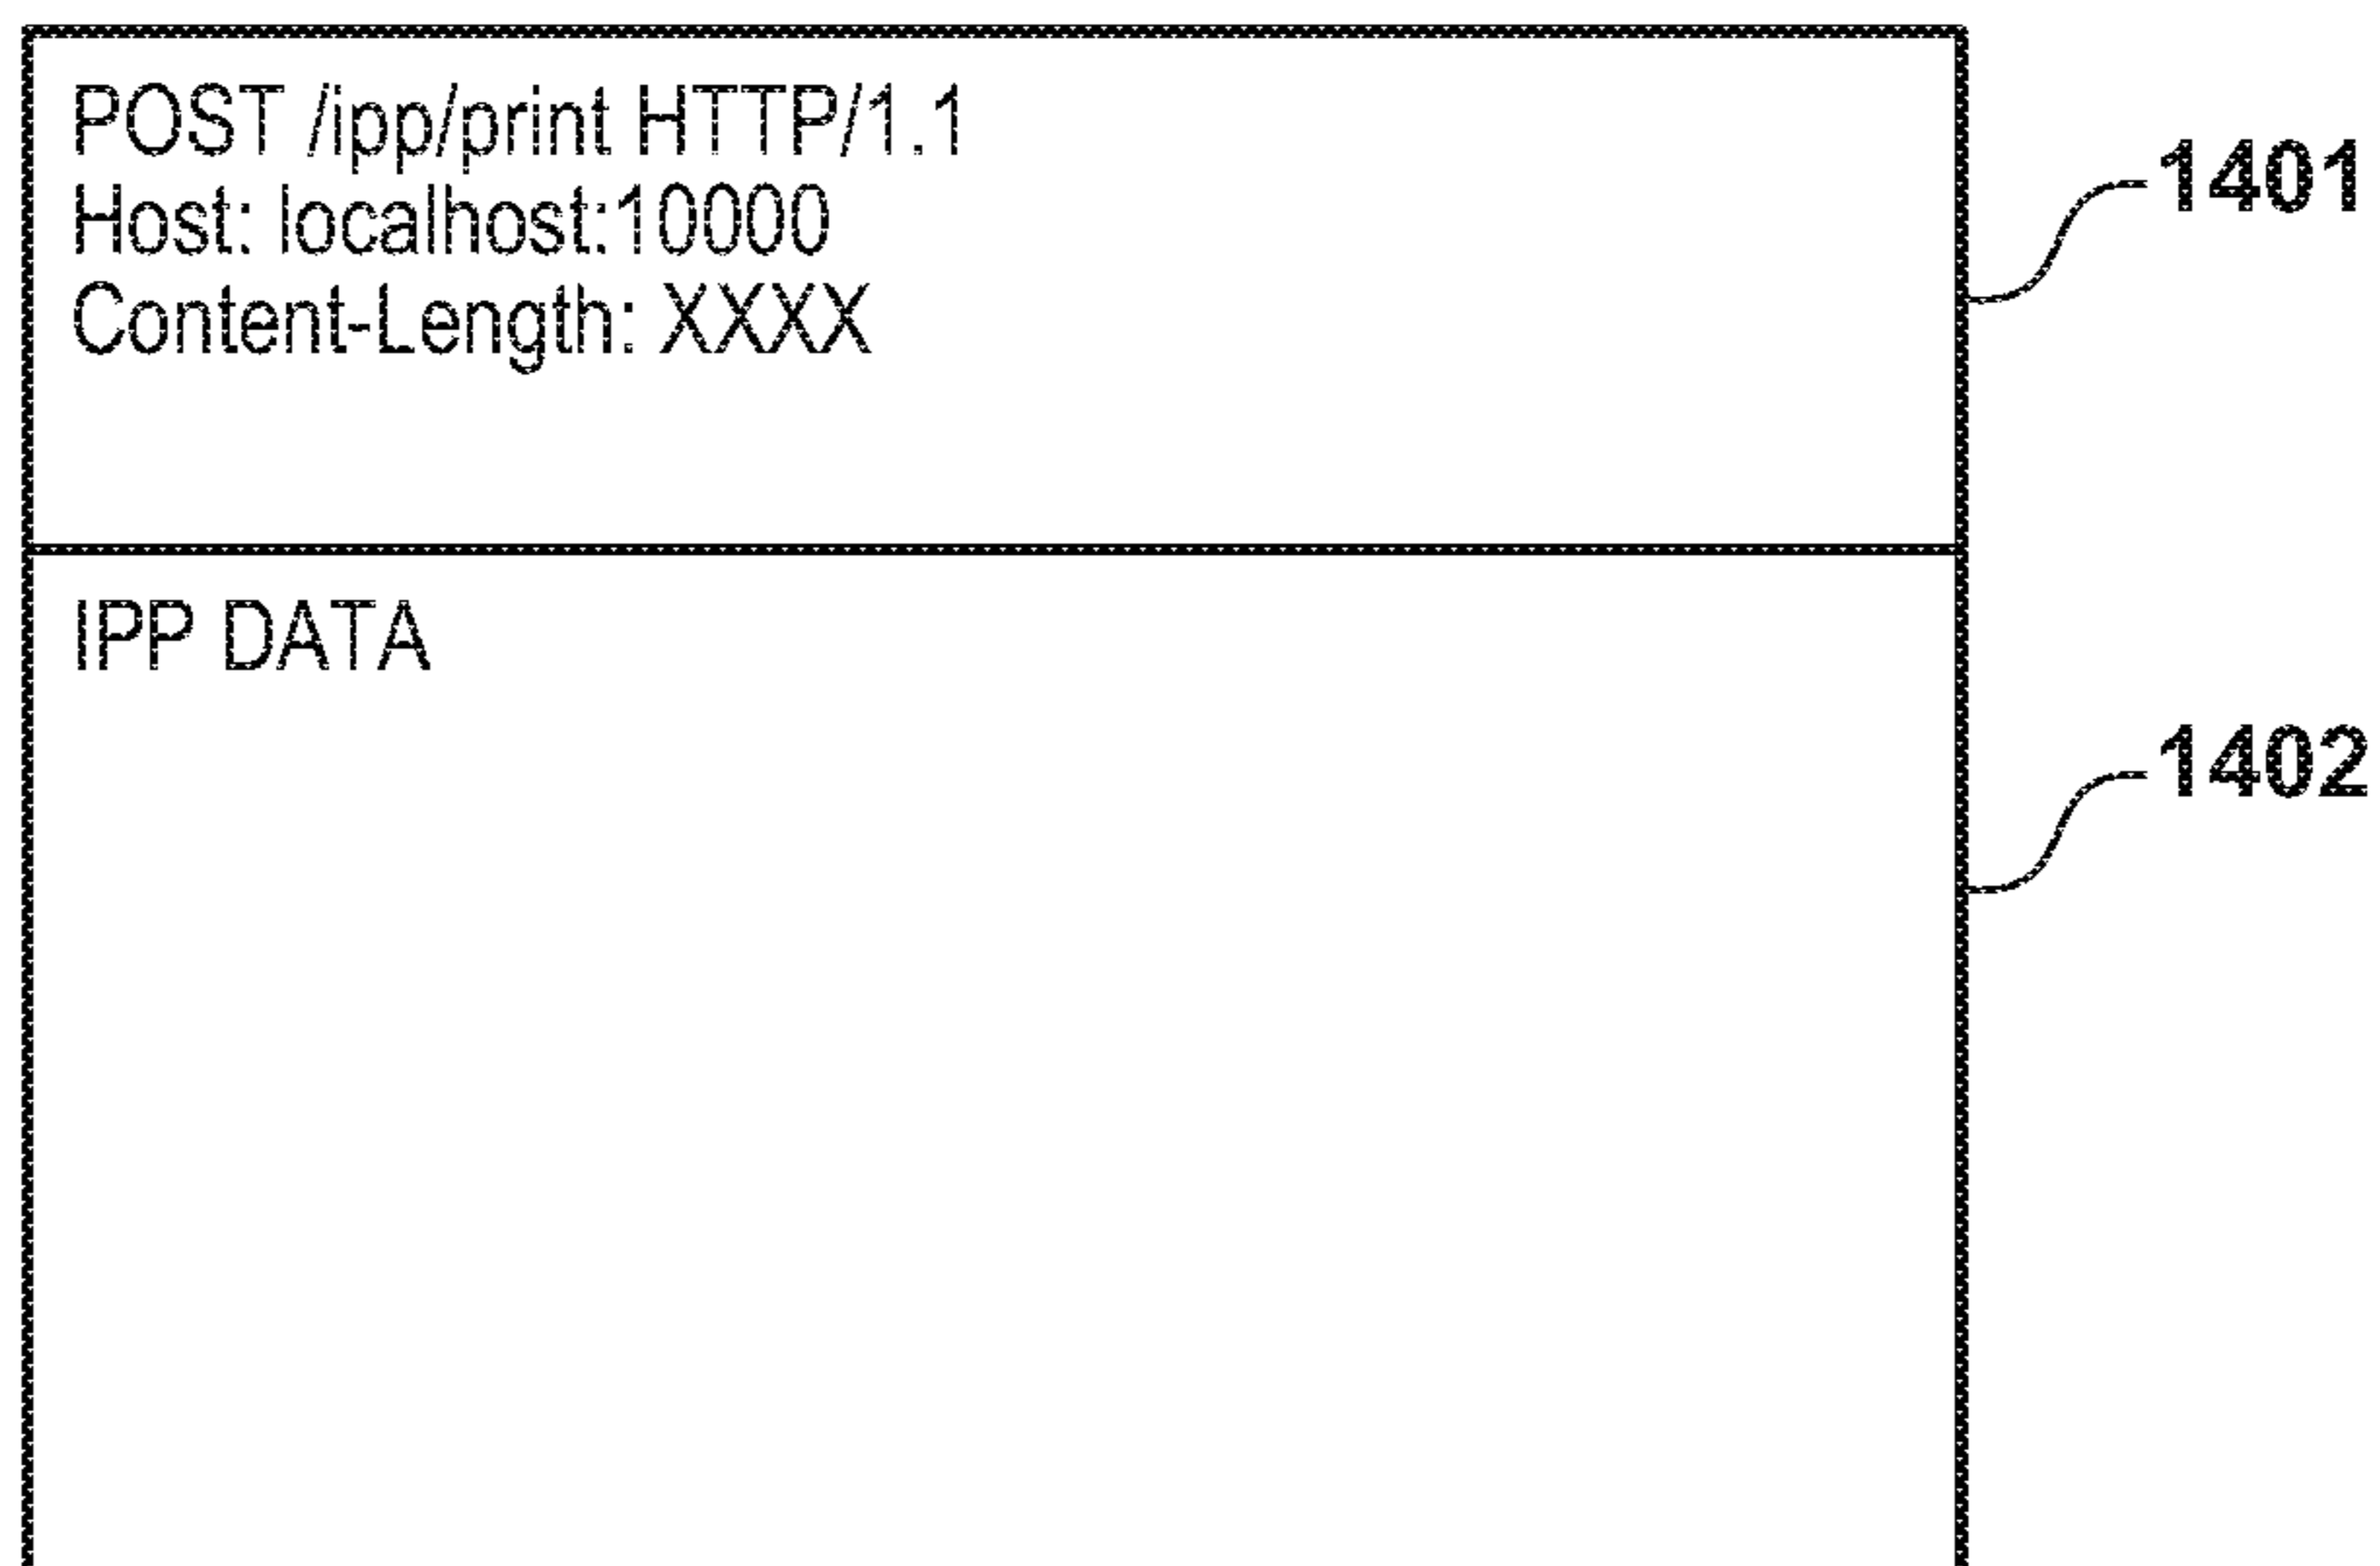 POST /ipp/print HTTP/1.1
Host: localhost:10000
Content-Length: XXXX
1401
IPP DATA
1402